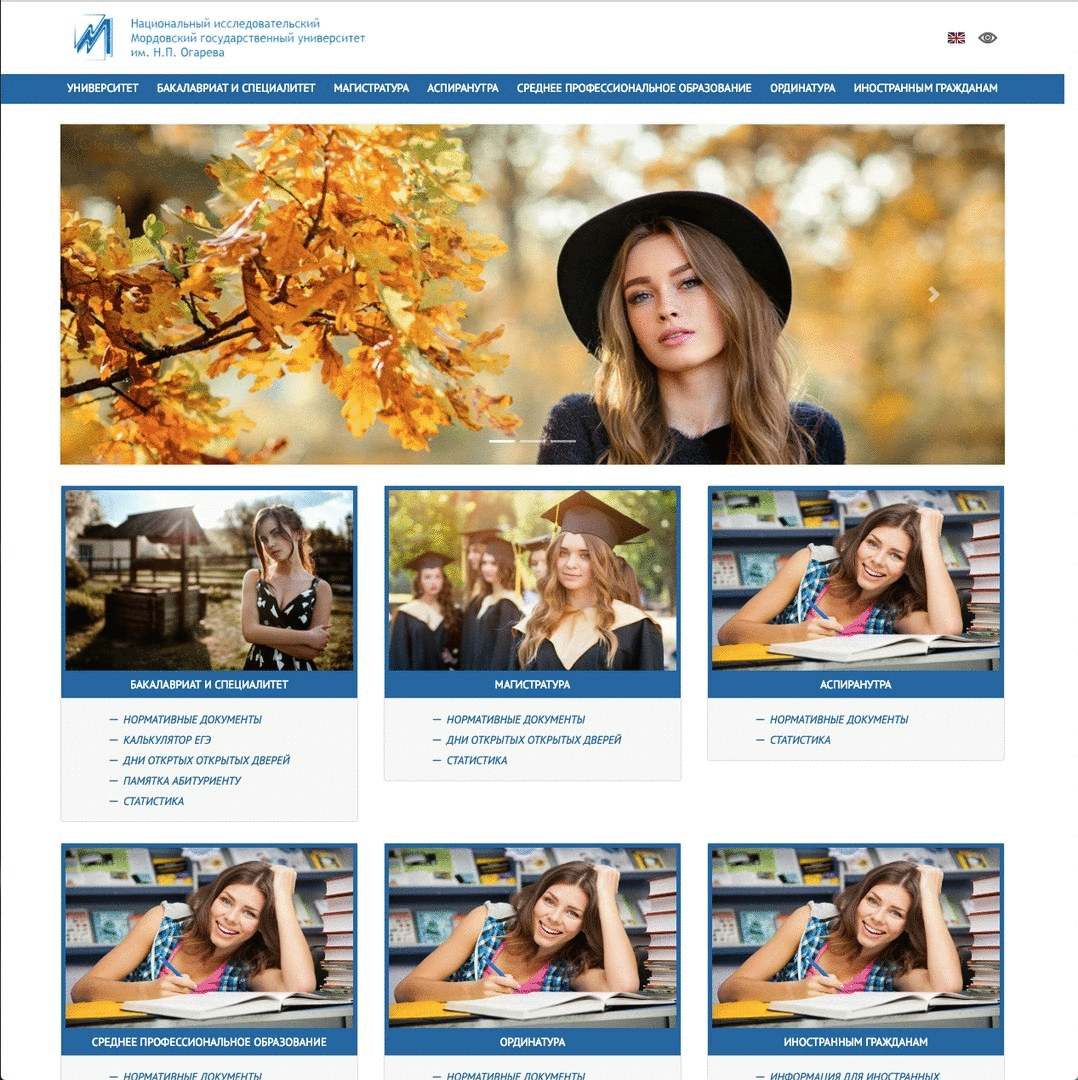 Национальный исследовательский
Мордовский государственный университет
им. Н.П. Огарева
УНИВЕРСИТЕТ БАКАЛАВРИАТ И СПЕЦИАЛИТЕТ МАГИСТРАТУРА АСПИРАНУТРА СРЕДНЕЕ ПРОФЕССИОНАЛЬНОЕ ОБРАЗОВАНИЕ ОРДИНАТУРА ИНОСТРАННЫМ ГРАЖДАНАМ
БАКАЛАВРИАТ И СПЕЦИАЛИТЕТ
— НОРМАТИВНЫЕ ДОКУМЕНТЫ
— КАЛЬКУЛЯТОР ЕГЭ
— ДНИ ОТКРТЫХ ОТКРЫТЫХ ДВЕРЕЙ
— ПАМЯТКА АБИТУРИЕНТУ
— СТАТИСТИКА
МАГИСТРАТУРА
— НОРМАТИВНЫЕ ДОКУМЕНТЫ
— ДНИ ОТКРЫТЫХ ОТКРЫТЫХ ДВЕРЕЙ
— СТАТИСТИКА
АСПИРАНУТРА
— НОРМАТИВНЫЕ ДОКУМЕНТЫ
— СТАТИСТИКА
СРЕДНЕЕ ПРОФЕССИОНАЛЬНОЕ ОБРАЗОВАНИЕ
— НОРМАТИВНЫЕ ДОКУМЕНТЫ
ОРДИНАТУРА
— НОРМАТИВНЫЕ ДОКУМЕНТЫ
ИНОСТРАННЫМ ГРАЖДАНАМ
— ИНФОРМАЦИЯ ДЛЯ ИНОСТРАННЫХ